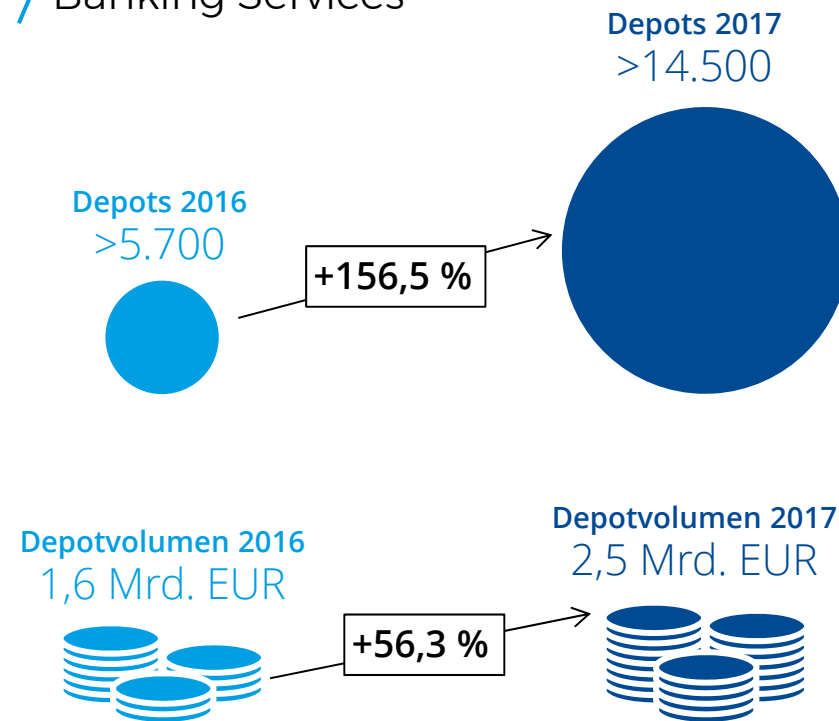 Banking Services
Depots 2017
>14.500
Depots 2016
>5.700
+156,5 %
Depotvolumen 2017
2,5 Mrd. EUR
Depotvolumen 2016
1,6 Mrd. EUR
+56,3 %